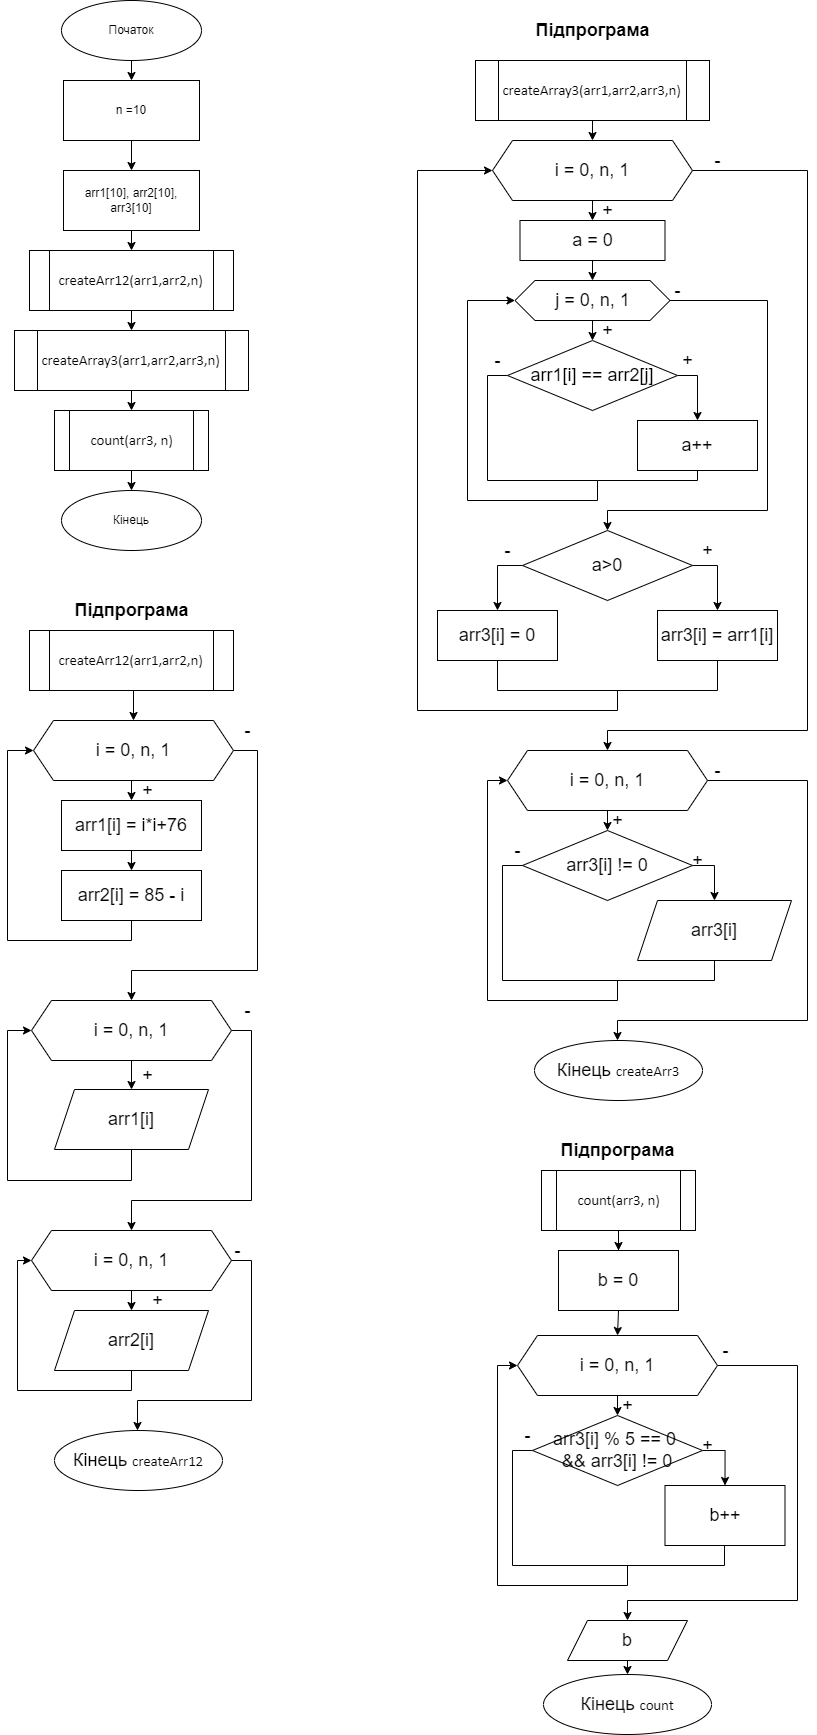 Початок
n =10
arr1[10], arr2[10],
arr3[10]
createArr12(arr1,arr2,n)
createArray3(arr1,arr2,arr3,n)
count(arr3, n)
Кінець
Підпрограма
createArr12(arr1,arr2,n)
i = 0, n, 1
-
+
arr1[i] = i*i+76
arr2[i] = 85 - i
i = 0, n, 1
-
+
arr1[i]
i = 0, n, 1
-
+
arr2[i]
Кінець createArr12
Підпрограма
createArray3(arr1,arr2,arr3,n)
i = 0, n, 1
-
+
a = 0
j = 0, n, 1
-
+
arr1[i] == arr2[j]
-
+
a++
a>0
-
+
arr3[i] = 0
arr3[i] = arr1[i]
i = 0, n, 1
-
+
arr3[i] != 0
-
+
arr3[i]
Кінець createArr3
Підпрограма
count(arr3, n)
b = 0
i = 0, n, 1
-
+
arr3[i] % 5 == 0
&& arr3[i] != 0
-
+
b++
b
Кінець count